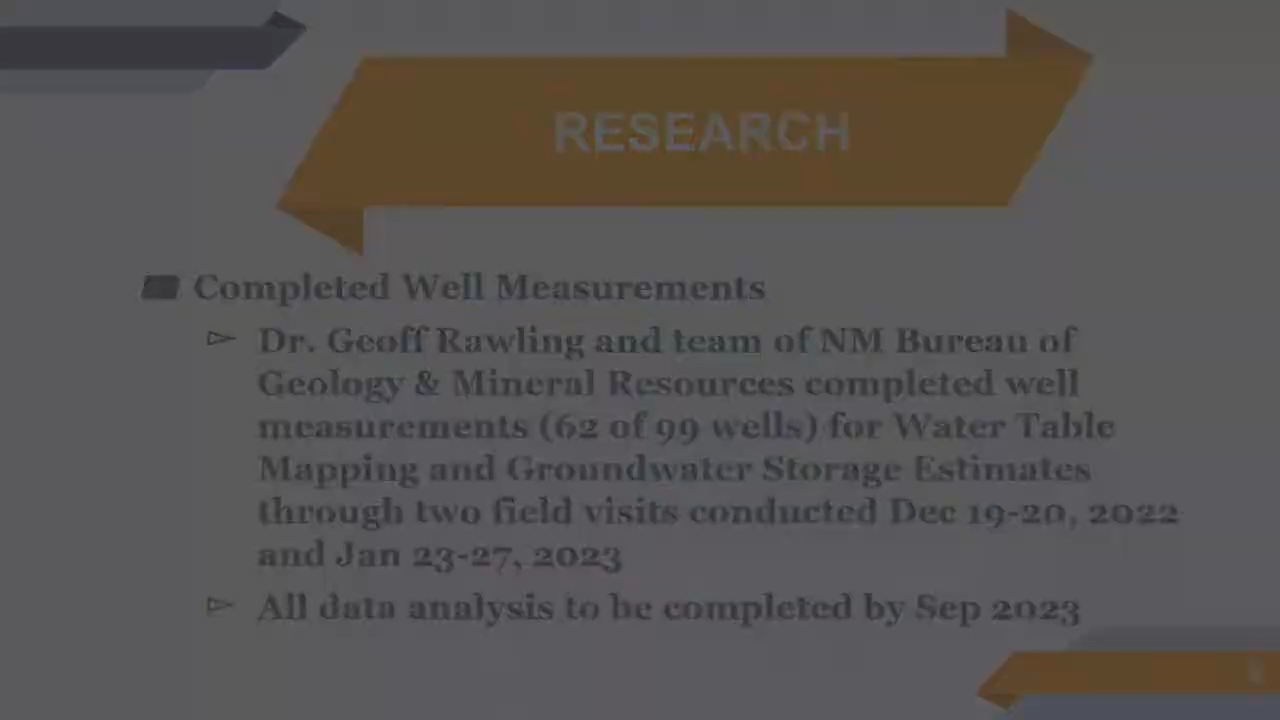 RESEARCH
Completed Well Measurements
Dr. Geoff Rawling and team of NM Bureau of
Geology & Mineral Resources completed well
measurements (62 of 99 wells) for Water Table
Mapping and Groundwater Storage Estimates
through two field visits conducted Dec 19-20, 2022
and Jan 23-27, 2023
All data analysis to be completed by Sep 2023